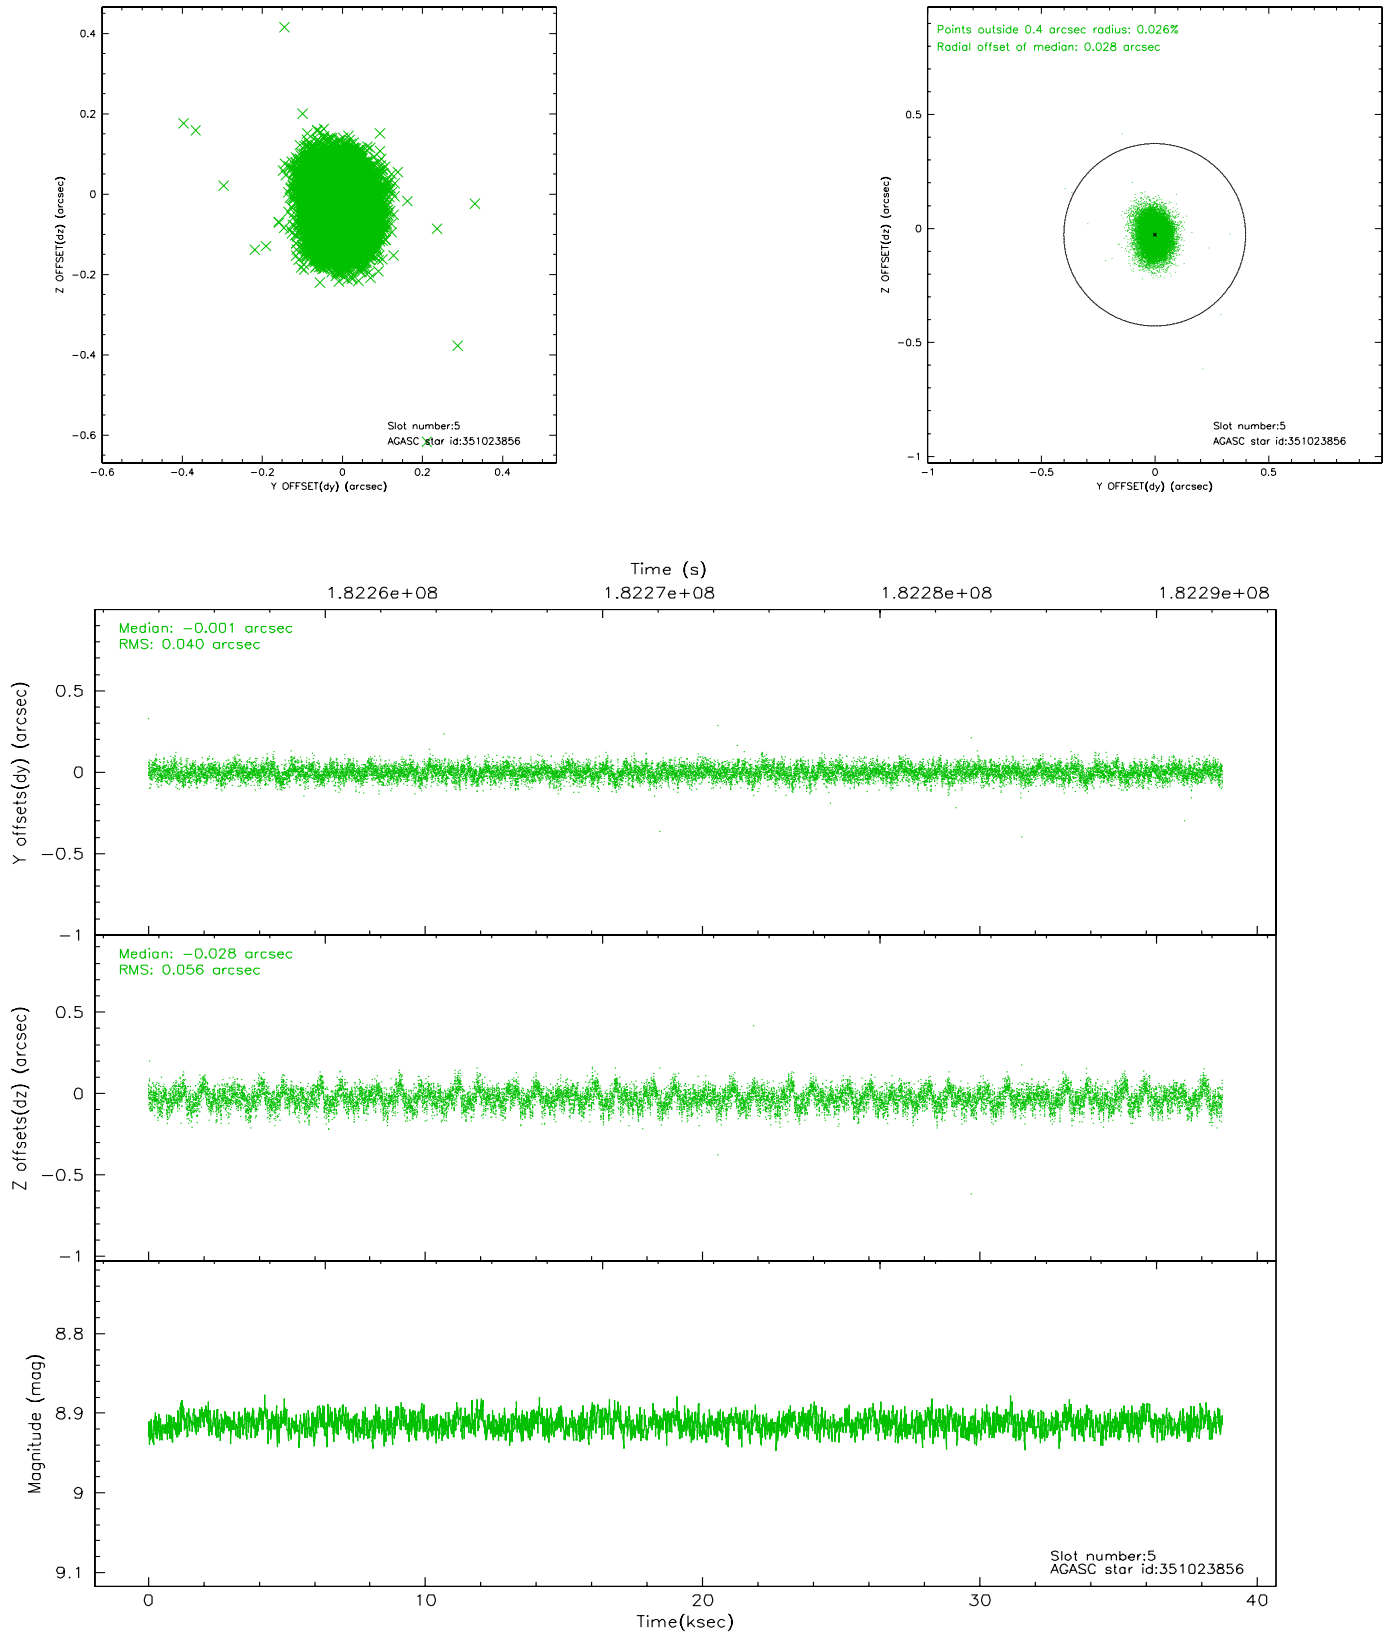 0.4
0.2
0
-0.2
-0.4
-0.6
Z OFFSET(dz) (arcsec)
Slot number:5
AGASC star id:351023856
-0.6 -0.4 -0.2 0 0.2 0.4
Y OFFSET(dy) (arcsec)
Points outside 0.4 arcsec radius: 0.026%
Radial offset of median: 0.028 arcsec
0.5
0
-0.5
-1
Z OFFSET(dz) (arcsec)
Slot number:5
AGASC star id:351023856
-1 -0.5 0 0.5
Y OFFSET(dy) (arcsec)
Time (s)
1.8226e+08 1.8227e+08 1.8228e+08 1.8229e+08
Median: -0.001 arcsec
RMS: 0.040 arcsec
0.5
0
-0.5
-1
Y offsets(dy) (arcsec)
Median: -0.028 arcsec
RMS: 0.056 arcsec
0.5
0
-0.5
-1
Z offsets(dz) (arcsec)
8.8
8.9
9
9.1
Magnitude (mag)
Slot number:5
AGASC star id:351023856
0 10 20 30 40
Time(ksec)